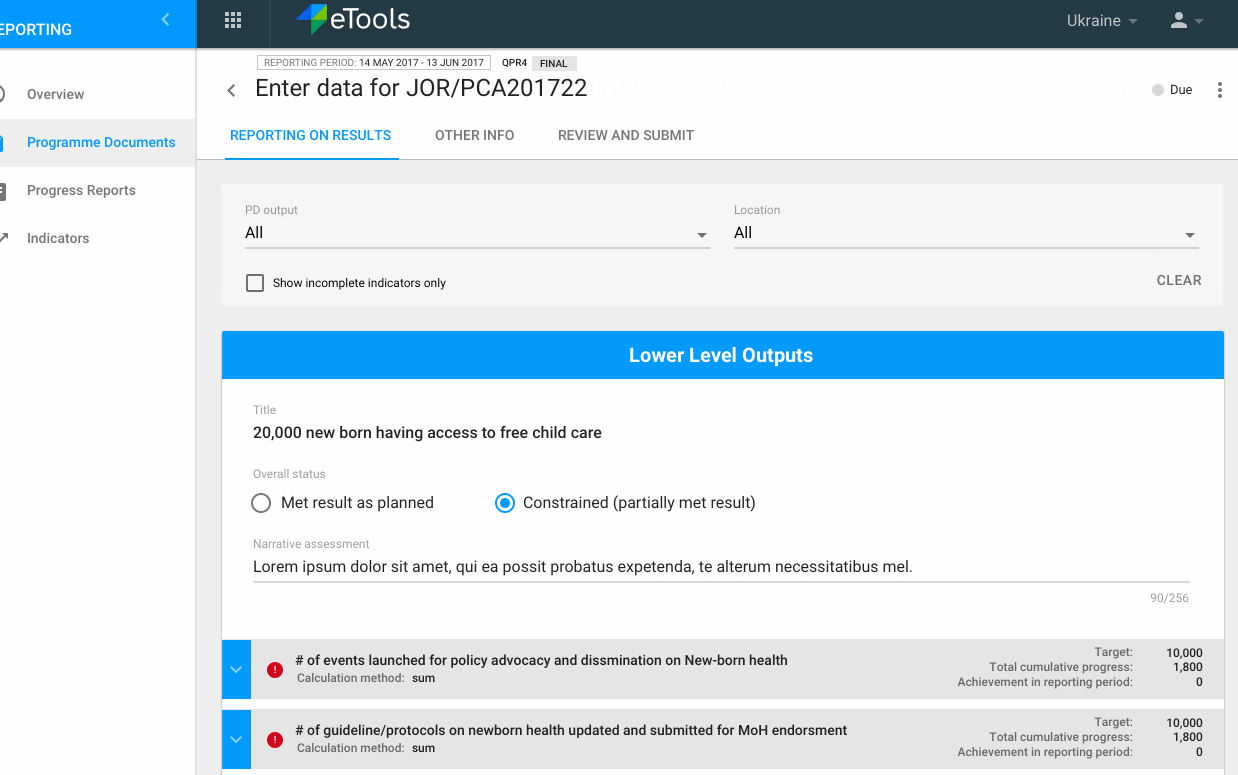 EPORTING
eTools
Ukraine
REPORTING PERIOD: 14 MAY 2017 - 13 JUN 2017 QPR4 FINAL
Enter data for JOR/PCA201722
Due
Overview
Programme Documents
Progress Reports
Indicators
REPORTING ON RESULTS OTHER INFO REVIEW AND SUBMIT
PD output
All
Location
All
Show incomplete indicators only
CLEAR
Lower Level Outputs
Title
20,000 new born having access to free child care
Overall status
Met result as planned Constrained (partially met result)
Narrative assessment
Lorem ipsum dolor sit amet, qui ea possit probatus expetenda, te alterum necessitatibus mel.
90/256
# of events launched for policy advocacy and dissmination on New-born health
Calculation method: sum
Target: 10,000
Total cumulative progress: 1,800
Achievement in reporting period: 0
# of guideline/protocols on newborn health updated and submitted for MoH endorsment
Calculation method: sum
Target: 10,000
Total cumulative progress: 1,800
Achievement in reporting period: 0